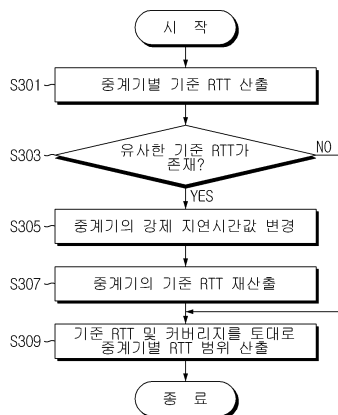 시 작
S301
중계기별 기준 RTT 산출
S303
유사한 기준 RTT가
존재?
NO
YES
S305
중계기의 강제 지연시간값 변경
S307
중계기의 기준 RTT 재산출
S309
기준 RTT 및 커버리지를 토대로
중계기별 RTT 범위 산출
종 료